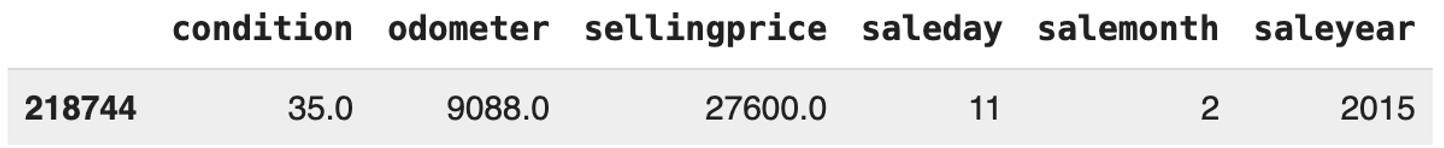 condition odometer sellingprice saleday salemonth saleyear
218744 35.0 9088.0 27600.0 11 2 2015